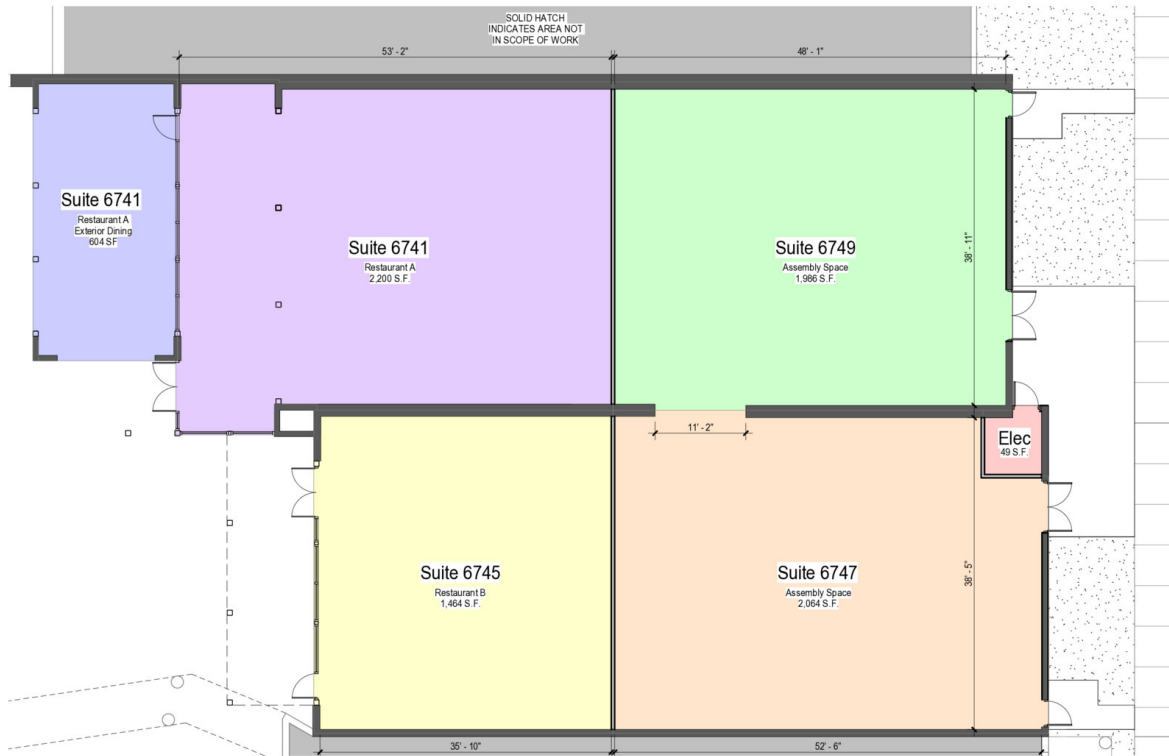 SOLID HATCH
INDICATES AREA NOT
IN SCOPE OF WORK
53' - 2"
48' - 1"
Suite 6741
Restaurant A
Exterior Dining
604 SF
Suite 6741
Restaurant A
2,200 S.F.
Suite 6749
Assembly Space
1,986 S.F.
38' - 11"
11' - 2"
Elec
49 S.F.
Suite 6745
Restaurant B
1,464 S.F.
Suite 6747
Assembly Space
2,064 S.F.
38' - 5"
35' - 10"
52' - 6"